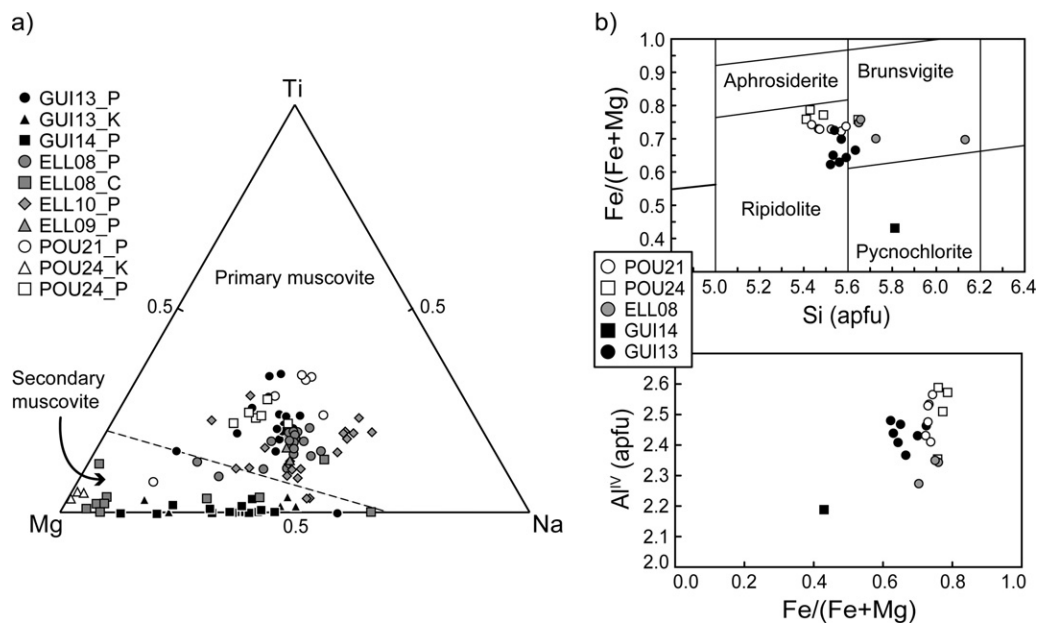 a)
GUI13_P
GUI13_K
GUI14_P
ELL08_P
ELL08_C
ELL10_P
ELL09_P
POU21_P
POU24_K
POU24_P
Ti
Primary muscovite
0.5
0.5
Secondary
muscovite
Mg
0.5
Na
b)
Fe/(Fe+Mg)
1.0
0.9
0.8
0.7
0.6
0.5
0.4
Aphrosiderite
Brunsvigite
Ripidolite
Pycnochlorite
5.0
5.2
5.4
5.6
5.8
6.0
6.2
6.4
Si (apfu)
POU21
POU24
ELL08
GUI14
GUI13
Al^IV (apfu)
2.6
2.5
2.4
2.3
2.2
2.1
2.0
0.0
0.2
0.4
0.6
0.8
1.0
Fe/(Fe+Mg)